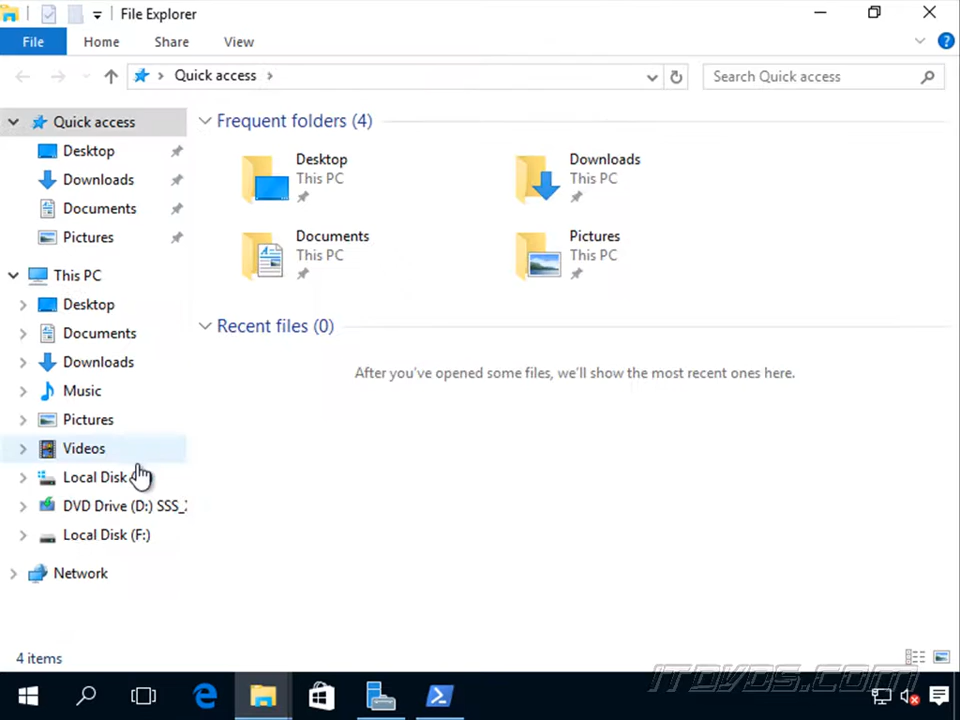 File Explorer
File Home Share View
Quick access
Search Quick access
Quick access
Desktop
Downloads
Documents
Pictures
This PC
Desktop
Documents
Downloads
Music
Pictures
Videos
Local Disk
DVD Drive (D:) SSS_
Local Disk (F:)
Network
Frequent folders (4)
Desktop
This PC
Downloads
This PC
Documents
This PC
Pictures
This PC
Recent files (0)
After you've opened some files, we'll show the most recent ones here.
4 items
ITDVDS.COM